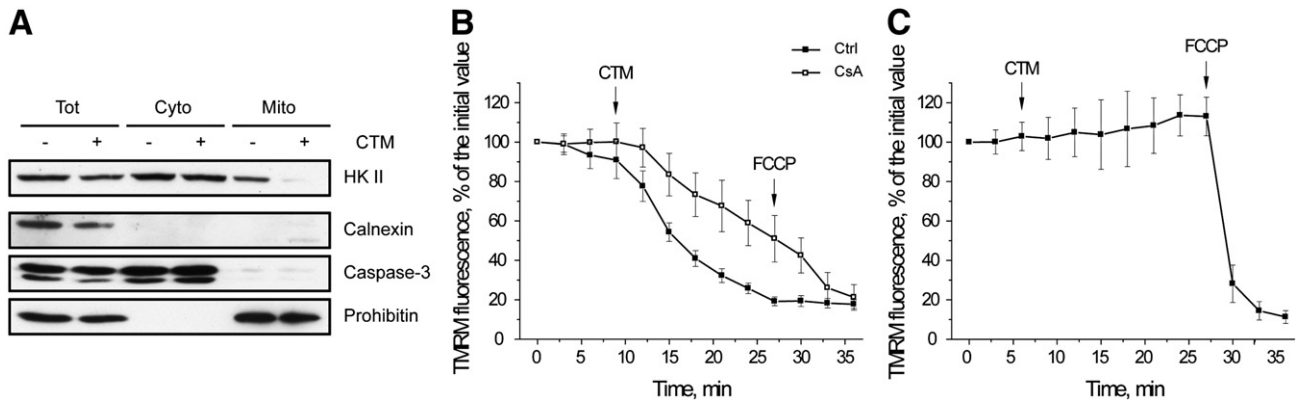 A
Tot Cyto Mito
- + - + - + CTM
HK II
Calnexin
Caspase-3
Prohibitin
B
Ctrl
CsA
CTM
FCCP
TMRM fluorescence, % of the initial value
120
100
80
60
40
20
0
0 5 10 15 20 25 30 35
Time, min
C
CTM
FCCP
TMRM fluorescence, % of the initial value
120
100
80
60
40
20
0
0 5 10 15 20 25 30 35
Time, min